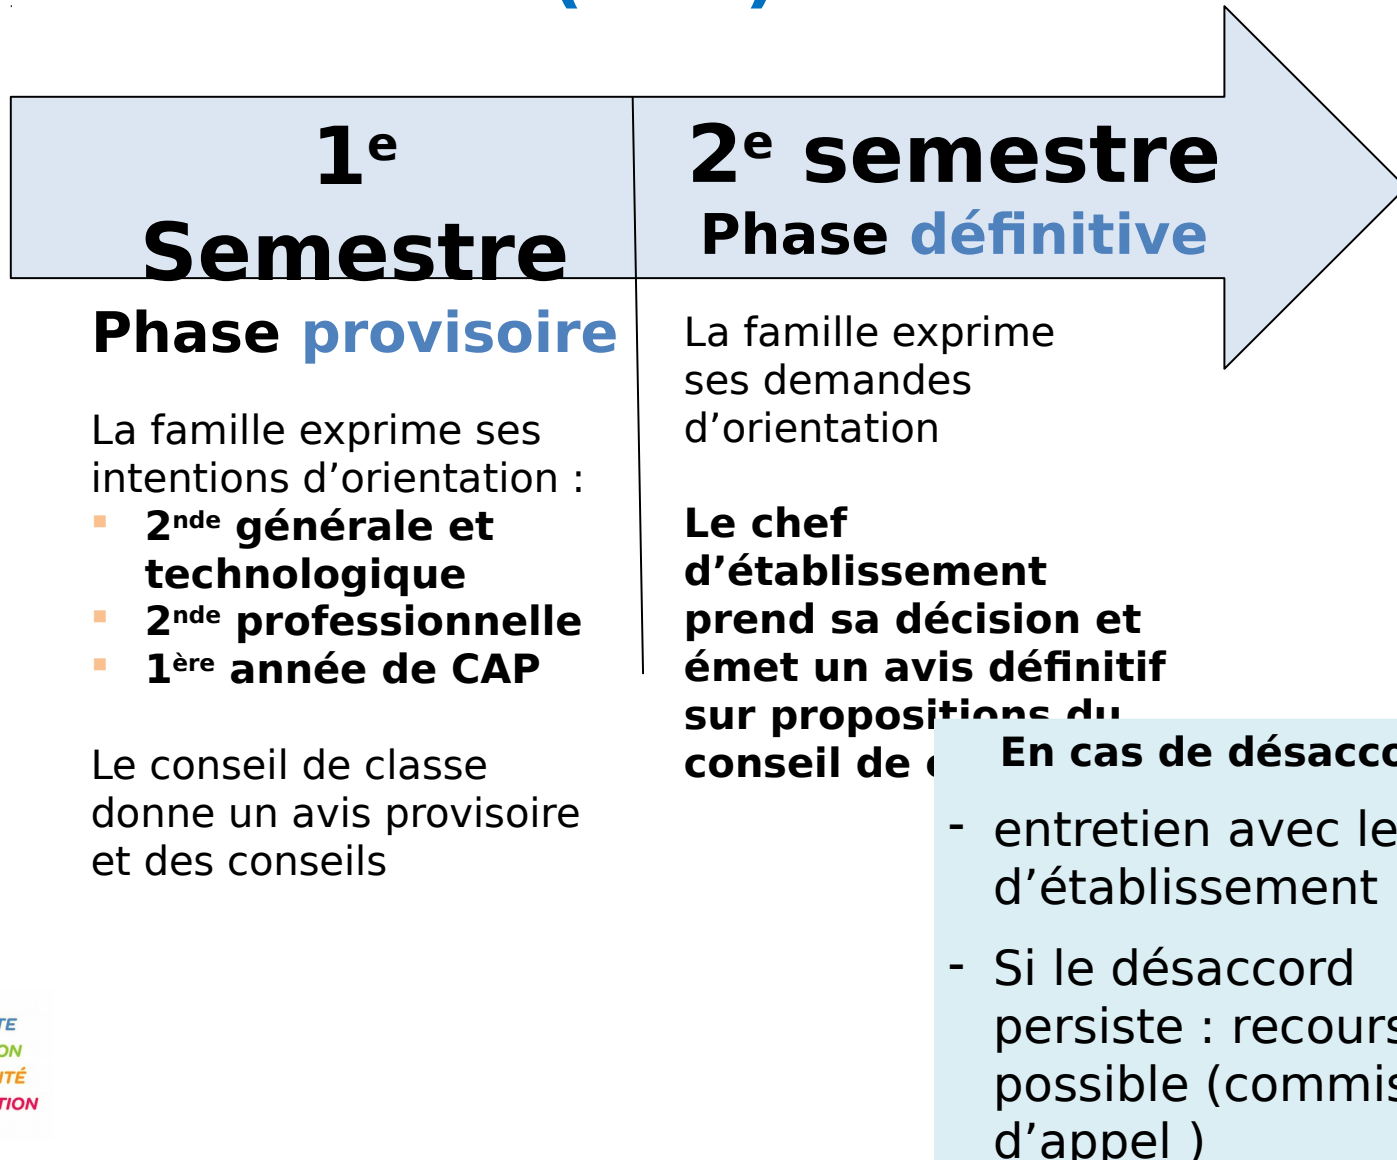 1e
Semestre
Phase provisoire
La famille exprime ses
intentions d’orientation :
▪ 2nde générale et
technologique
▪ 2nde professionnelle
▪ 1ère année de CAP
Le conseil de classe
donne un avis provisoire
et des conseils
2e semestre
Phase définitive
La famille exprime
ses demandes
d’orientation
Le chef
d’établissement
prend sa décision et
émet un avis définitif
sur propositions du
conseil de
En cas de
- entretien avec le
d’établissement
- Si le désaccord
persiste : recours
possible
d’appel )